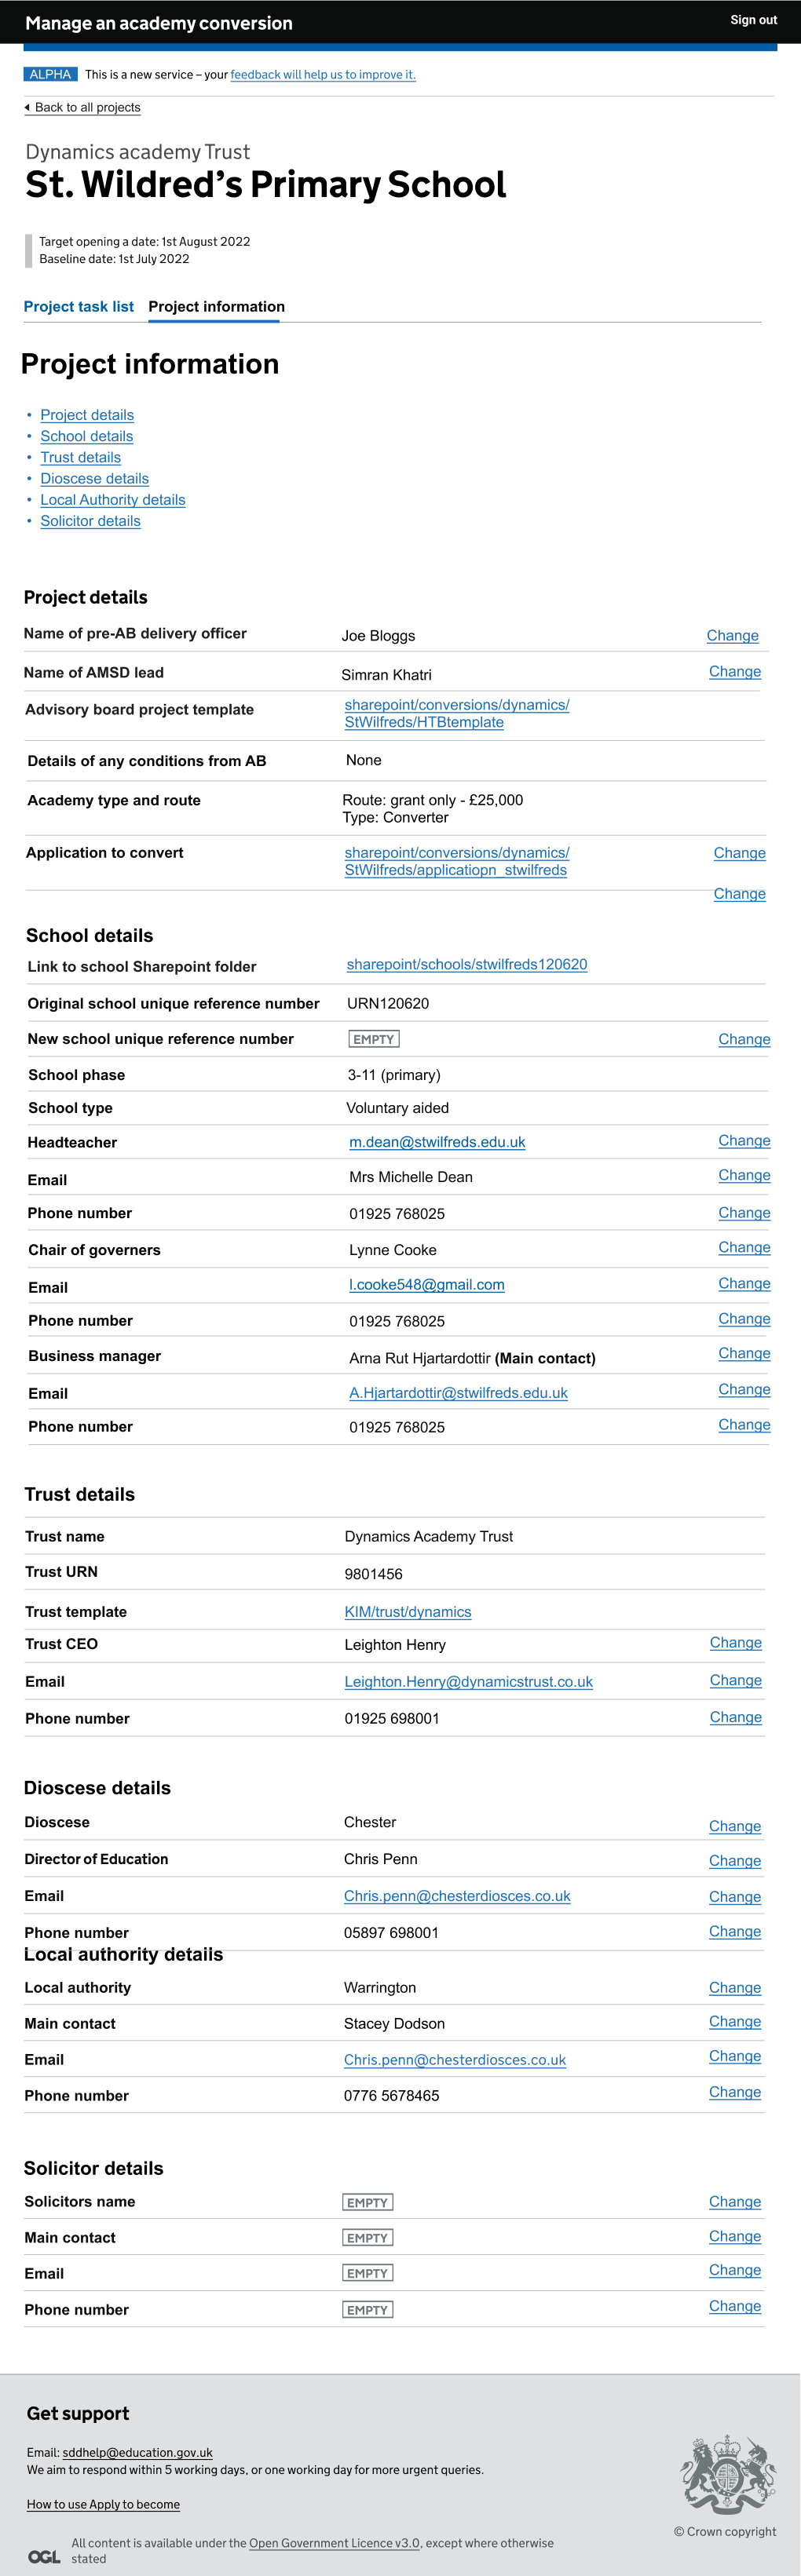 Manage an academy conversion Sign out
ALPHA This is a new service – your feedback will help us to improve it.
Back to all projects
Dynamics academy Trust
St. Wildred's Primary School
Target opening a date: 1st August 2022
Baseline date: 1st July 2022
Project task list Project information
Project information
• Project details
• School details
• Trust details
• Dioscese details
• Local Authority details
• Solicitor details
Project details
Name of pre-AB delivery officer Joe Bloggs Change
Name of AMSD lead Simran Khatri Change
Advisory board project template sharepoint/conversions/dynamics/
StWilfreds/HTBtemplate
Details of any conditions from AB None
Academy type and route Route: grant only - £25,000
Type: Converter
Application to convert sharepoint/conversions/dynamics/ Change
StWilfreds/applicatiopn_stwilfreds
Change
School details
Link to school Sharepoint folder sharepoint/schools/stwilfreds120620
Original school unique reference number URN120620
New school unique reference number EMPTY Change
School phase 3-11 (primary)
School type Voluntary aided
Headteacher m.dean@stwilfreds.edu.uk Change
Email Mrs Michelle Dean Change
Phone number 01925 768025 Change
Chair of governers Lynne Cooke Change
Email l.cooke548@gmail.com Change
Phone number 01925 768025 Change
Business manager Arna Rut Hjartardottir (Main contact) Change
Email A.Hjartardottir@stwilfreds.edu.uk Change
Phone number 01925 768025 Change
Trust details
Trust name Dynamics Academy Trust
Trust URN 9801456
Trust template KIM/trust/dynamics
Trust CEO Leighton Henry Change
Email Leighton.Henry@dynamicstrust.co.uk Change
Phone number 01925 698001 Change
Dioscese details
Dioscese Chester Change
Director of Education Chris Penn Change
Email Chris.penn@chesterdiosces.co.uk Change
Phone number 05897 698001 Change
Local authority details
Local authority Warrington Change
Main contact Stacey Dodson Change
Email Chris.penn@chesterdiosces.co.uk Change
Phone number 0776 5678465 Change
Solicitor details
Solicitors name EMPTY Change
Main contact EMPTY Change
Email EMPTY Change
Phone number EMPTY Change
Get support
Email: sddhelp@education.gov.uk
We aim to respond within 5 working days, or one working day for more urgent queries.
How to use Apply to become
© Crown copyright
OGL All content is available under the Open Government Licence v3.0, except where otherwise
stated